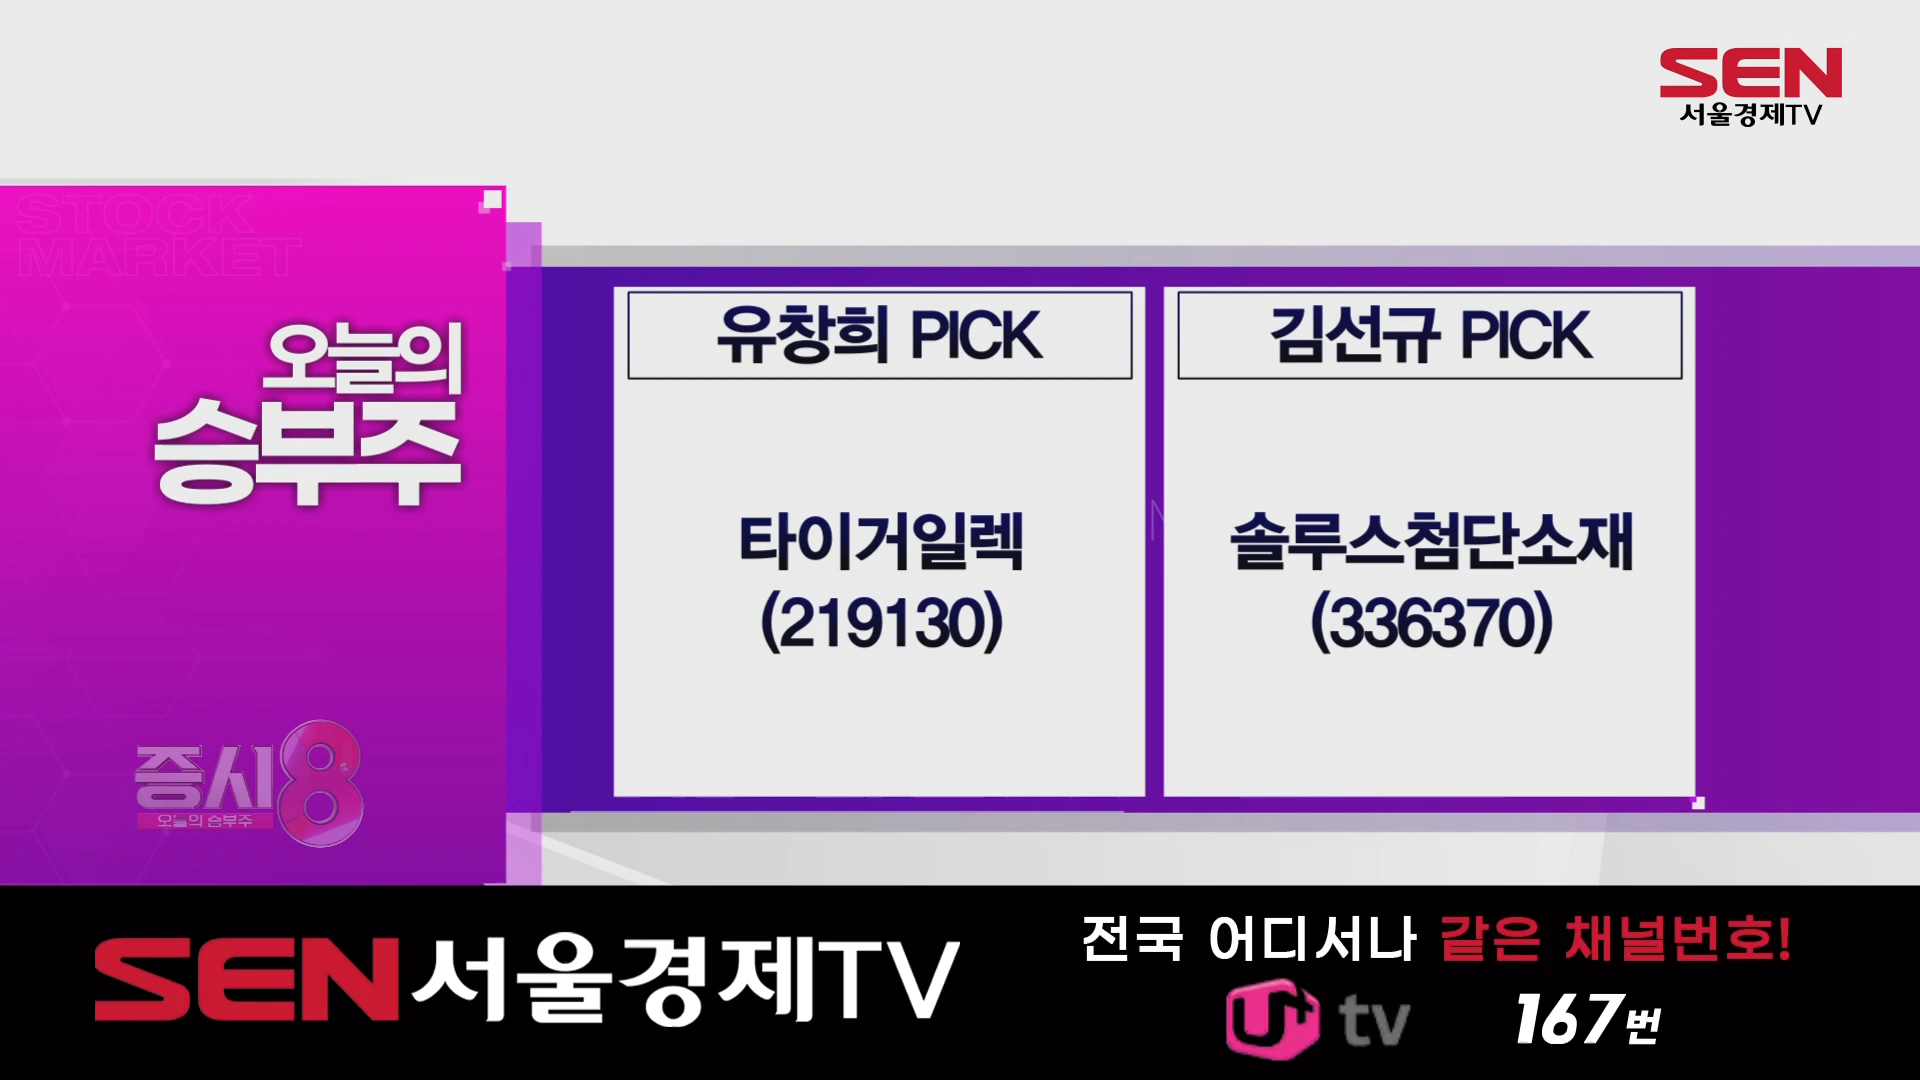 SEN
서울경제TV
STOCK
MARKET
오늘의
승부주
유창희 PICK
타이거일렉
(219130)
김선규 PICK
솔루스첨단소재
(336370)
증시8
오늘의 승부주
SEN서울경제TV
전국 어디서나 같은 채널번호!
U+ tv 167번